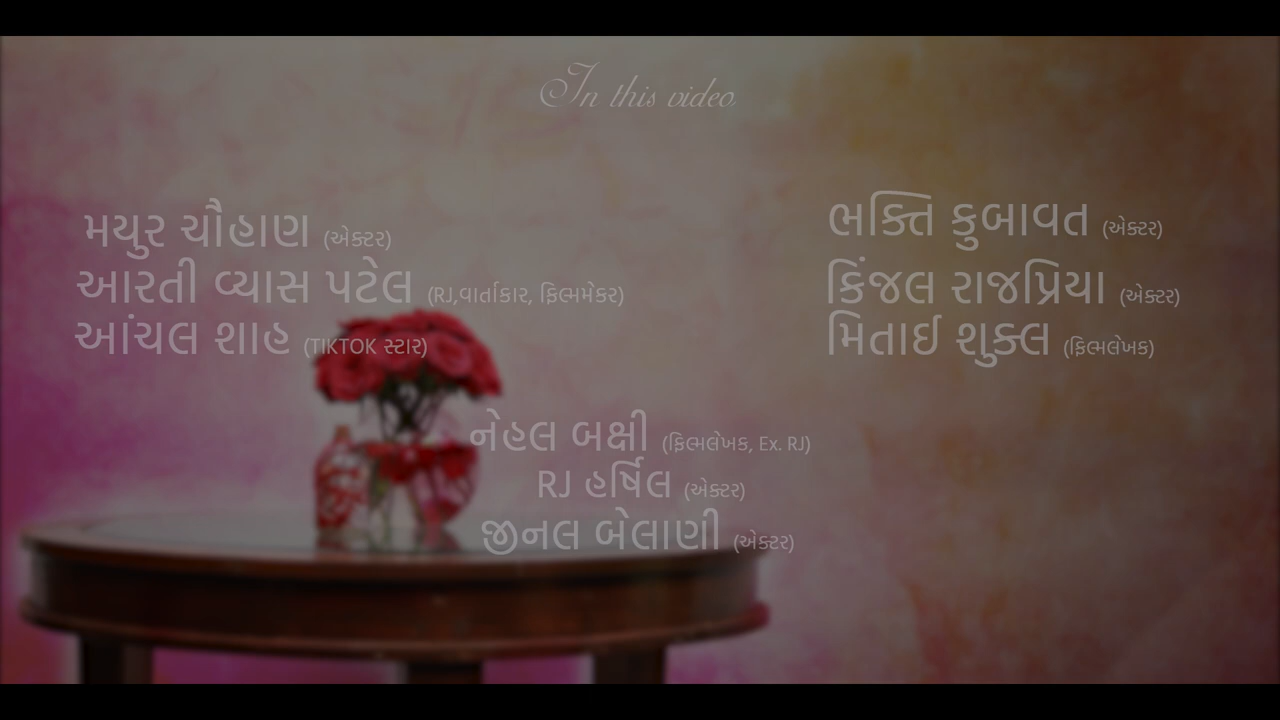 In this video
મયુર ચૌહાણ (એક્ટર)
આરતી વ્યાસ પટેલ (RJ,વાર્તાકાર, ફિલ્મમેકર)
આંચલ શાહ (TIKTOK સ્ટાર)
ભક્તિ કુબાવત (એક્ટર)
કિંજલ રાજપ્રિયા (એક્ટર)
મિતાઈ શુક્લ (ફિલ્મલેખક)
નેહલ બક્ષી (ફિલ્મલેખક, Ex. RJ)
RJ હર્ષિલ (એક્ટર)
જીનલ બેલાણી (એક્ટર)